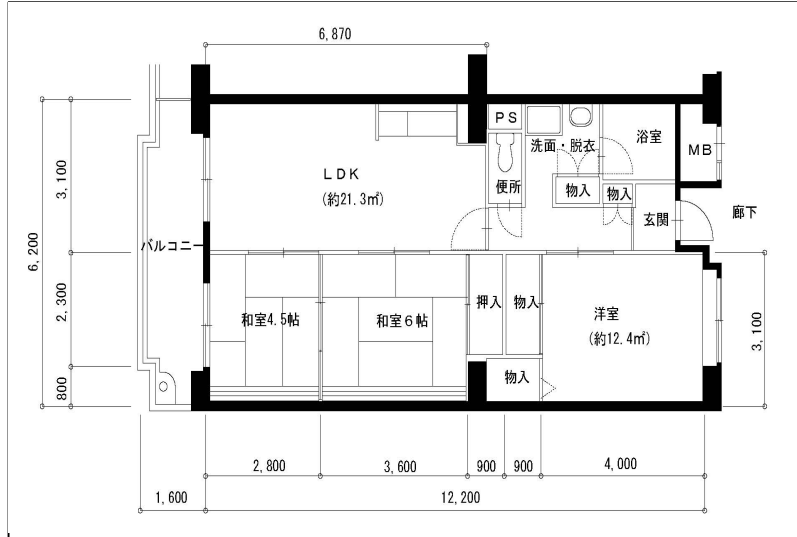 6,870
PS
洗面・脱衣
浴室
MB
3,100
LDK
(約21.3㎡)
便所
物入
物入
玄関
廊下
バルコニー
6,200
2,300
和室4.5帖
和室6帖
押入
物入
洋室
(約12.4㎡)
3,100
物入
800
2,800
3,600
900
900
4,000
1,600
12,200